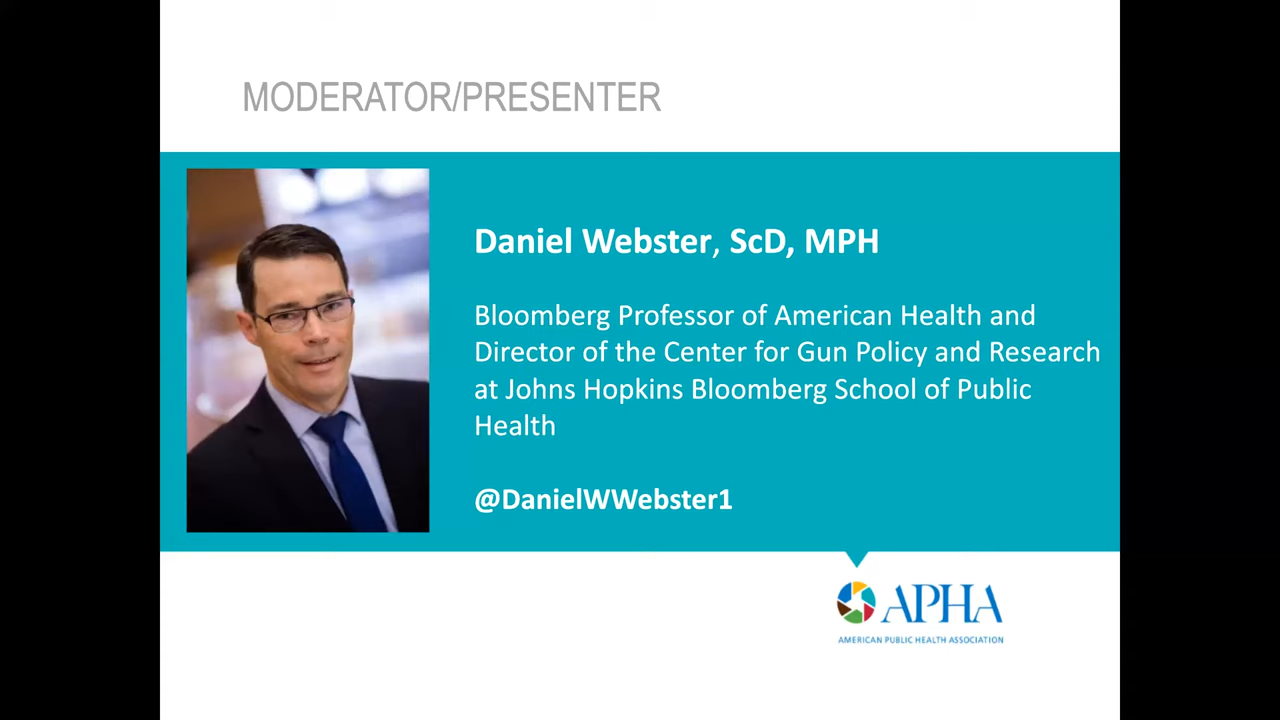 MODERATOR/PRESENTER
Daniel Webster, ScD, MPH
Bloomberg Professor of American Health and
Director of the Center for Gun Policy and Research
at Johns Hopkins Bloomberg School of Public
Health
@DanielWWebster1
APHA
AMERICAN PUBLIC HEALTH ASSOCIATION